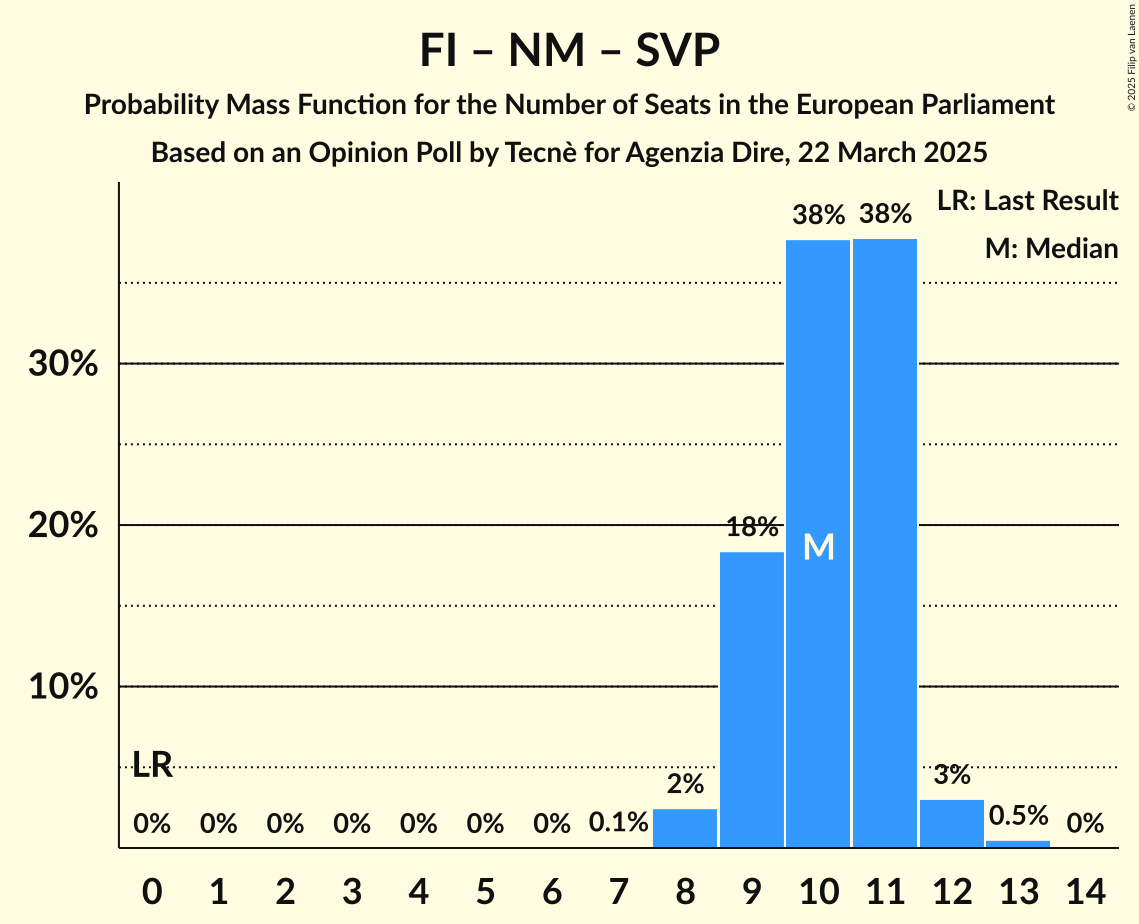 FI – NM – SVP
Probability Mass Function for the Number of Seats in the European Parliament
Based on an Opinion Poll by Tecnè for Agenzia Dire, 22 March 2025
© 2025 Filip van Laenen
LR: Last Result
M: Median
38% 38%
30%
20%
18%
M
10%
LR
0% 0% 0% 0% 0% 0% 0% 0.1% 2% 3% 0.5% 0%
0 1 2 3 4 5 6 7 8 9 10 11 12 13 14